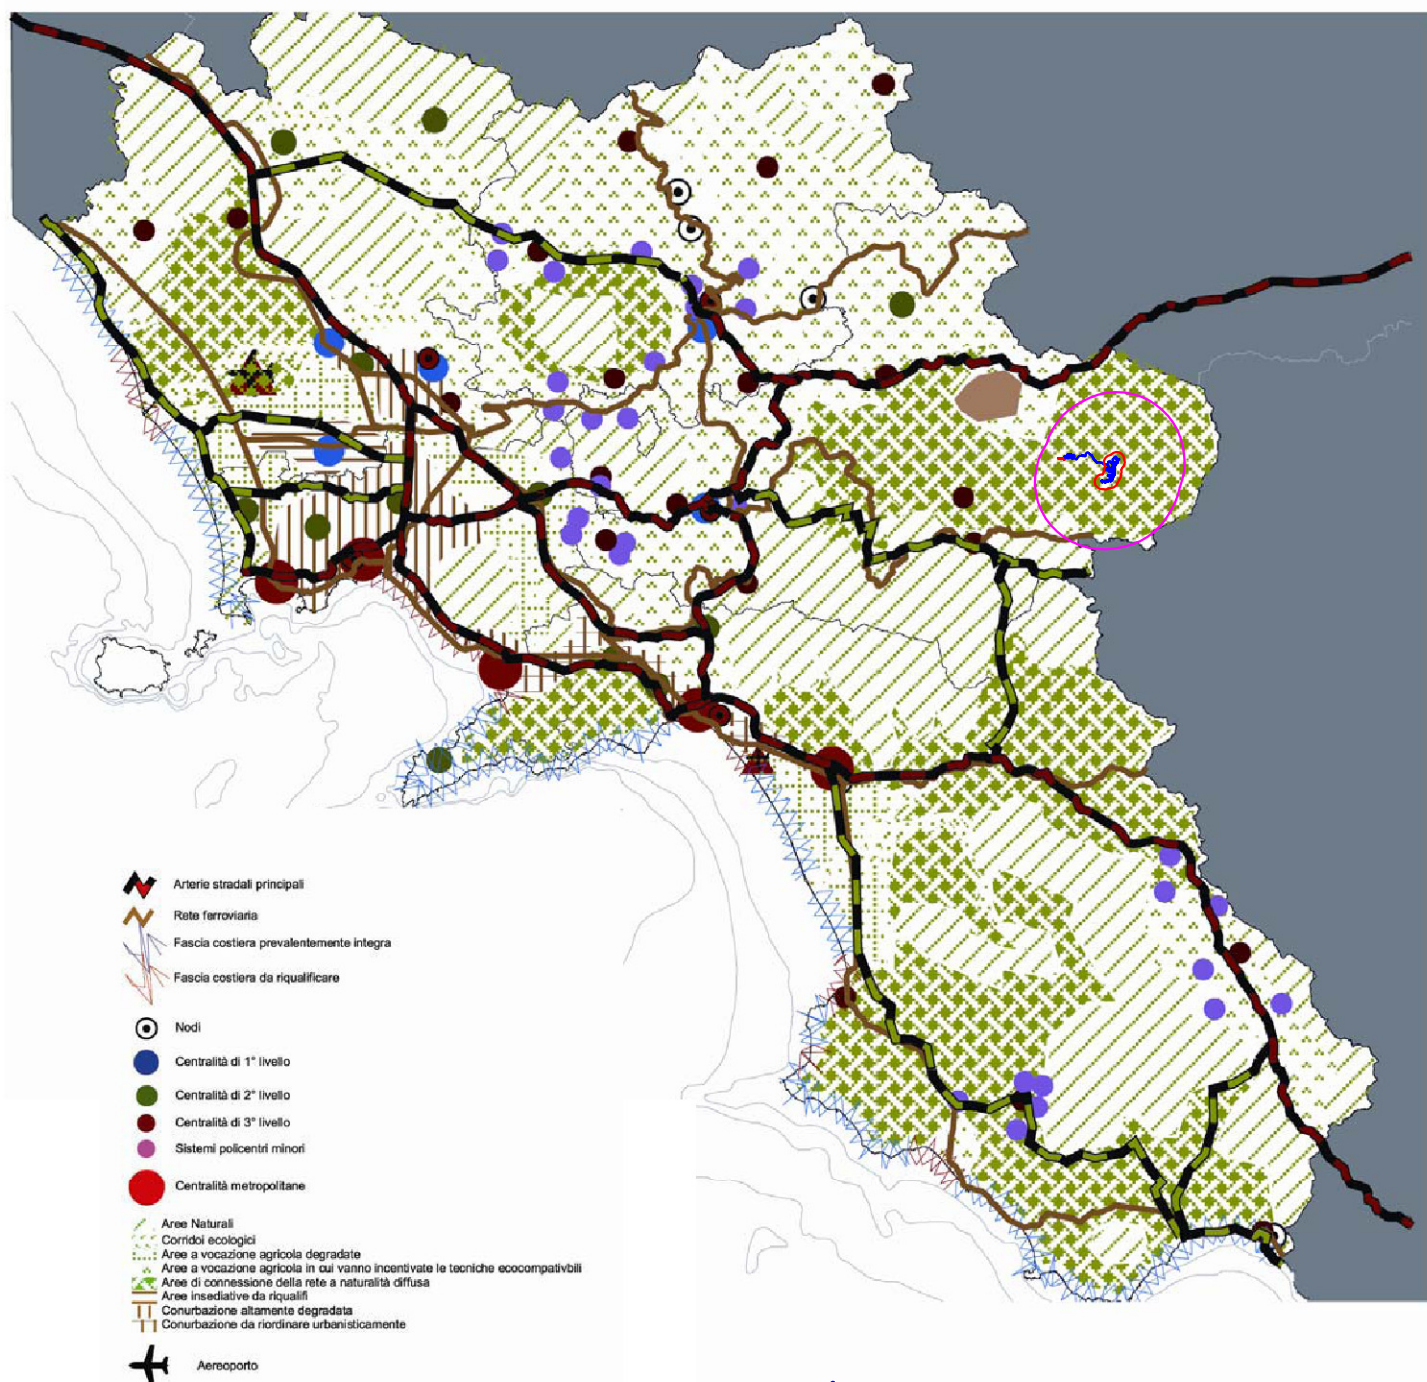 Arterie stradali principali
Rete ferroviaria
Fascia costiera prevalentemente integra
Fascia costiera da riqualificare
Nodi
Centralità di 1° livello
Centralità di 2° livello
Centralità di 3° livello
Sistemi policentri minori
Centralità metropolitane
Aree Naturali
Corridoi ecologici
Aree a vocazione agricola degradate
Aree a vocazione agricola in cui vanno incentivate le tecniche ecocompativbili
Aree di connessione della rete a naturalità diffusa
Aree insediative da riqualifi
Conurbazione altamente degradata
Conurbazione da riordinare urbanisticamente
Aereoporto